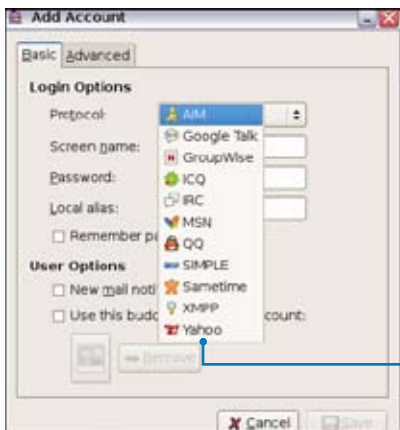 Add Account
Basic Advanced
Login Options
Protocol: AIM
Google Talk
Screen name:
GroupWise
Password:
ICQ
IRC
Local alias:
MSN
Remember pa
QQ
User Options
SIMPLE
New mail noti
Sametime
Use this budd
XMPP
count:
Yahoo
Remove
Cancel Save